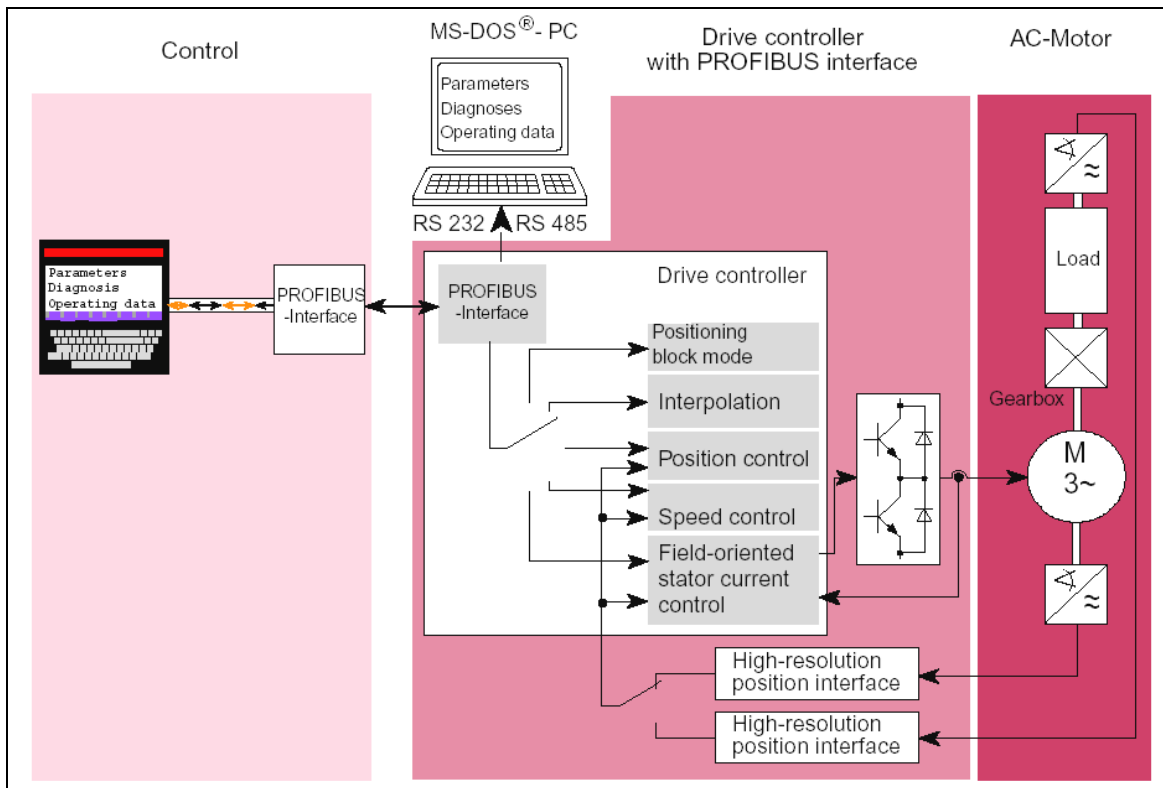 Control
MS-DOS®- PC
Drive controller
with PROFIBUS interface
AC-Motor
Parameters
Diagnoses
Operating data
RS 232
RS 485
Parameters
Diagnosis
Operating data
PROFIBUS
-Interface
PROFIBUS
-Interface
Drive controller
Positioning
block mode
Interpolation
Position control
Speed control
Field-oriented
stator current
control
High-resolution
position interface
High-resolution
position interface
≈
Load
Gearbox
M
3~
≈